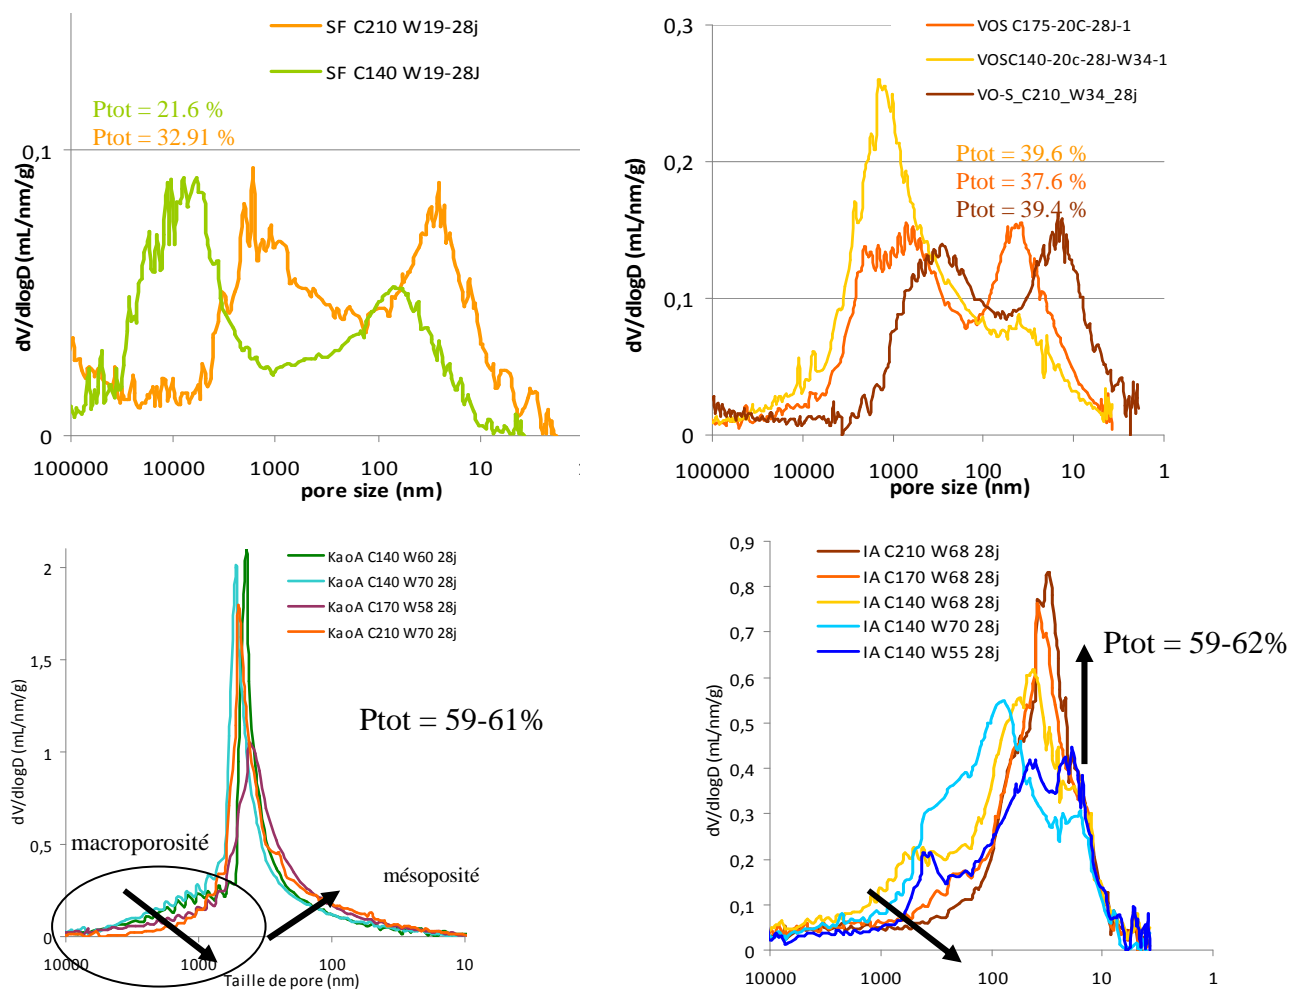 SF C210 W19-28j
SF C140 W19-28J
Ptot = 21.6 %
Ptot = 32.91 %
dV/dlogD (mL/nm/g)
0,1
0
100000 10000 1000 100 10 1
pore size (nm)
VOS C175-20C-28J-1
VOSC140-20c-28J-W34-1
VO-S_C210_W34_28j
Ptot = 39.6 %
Ptot = 37.6 %
Ptot = 39.4 %
dV/dlogD (mL/nm/g)
0,3
0,2
0,1
0
100000 10000 1000 100 10 1
pore size (nm)
KaoA C140 W60 28j
KaoA C140 W70 28j
KaoA C170 W58 28j
KaoA C210 W70 28j
Ptot = 59-61%
macroporosité
mésoposité
dV/dlogD (mL/nm/g)
2
1,5
1
0,5
0
10000 1000 100 10
Taille de pore (nm)
IA C210 W68 28j
IA C170 W68 28j
IA C140 W68 28j
IA C140 W70 28j
IA C140 W55 28j
Ptot = 59-62%
dV/dlogD (mL/nm/g)
0,9
0,8
0,7
0,6
0,5
0,4
0,3
0,2
0,1
0
10000 1000 100 10 1